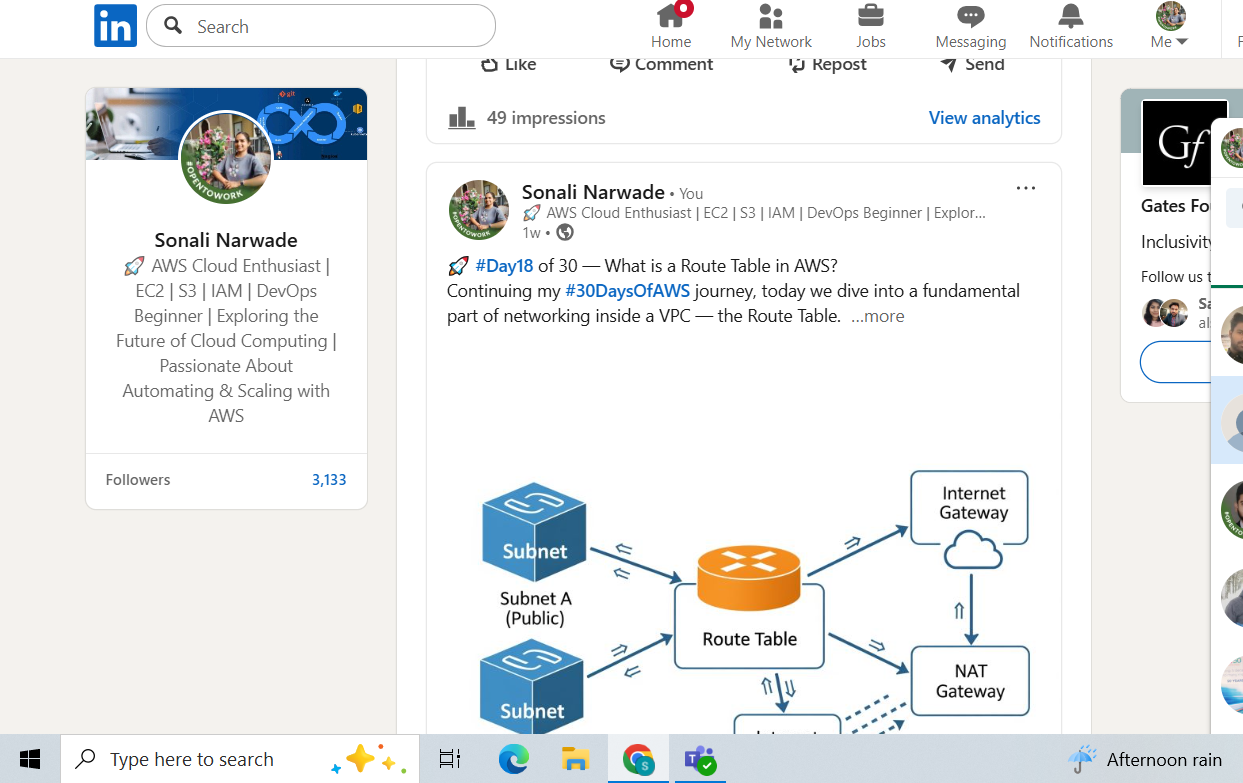 in
Search
Home
My Network
Jobs
Messaging
Notifications
Me
Like
Comment
Repost
Send
49 impressions
View analytics
git
#OPENTOWORK
Sonali Narwade
🚀 AWS Cloud Enthusiast |
EC2 | S3 | IAM | DevOps
Beginner | Exploring the
Future of Cloud Computing |
Passionate About
Automating & Scaling with
AWS
Followers
3,133
Sonali Narwade • You
🚀 AWS Cloud Enthusiast | EC2 | S3 | IAM | DevOps Beginner | Explor...
1w •
🚀 #Day18 of 30 — What is a Route Table in AWS?
Continuing my #30DaysOfAWS journey, today we dive into a fundamental
part of networking inside a VPC — the Route Table. ...more
Subnet
Subnet A
(Public)
Subnet
Route Table
Internet
Gateway
NAT
Gateway
Gf
Gates Fo
Inclusivity
Follow us t
Type here to search
Afternoon rain